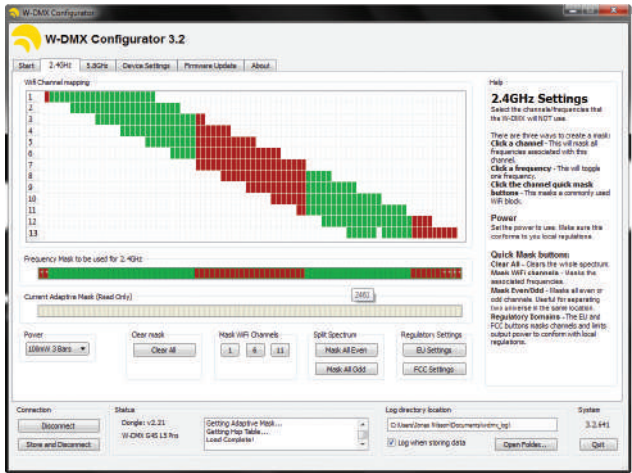 W-DMX Configurator
W-DMX Configurator 3.2
Start 2.4GHz 5.8GHz Device Settings Firmware Update About
Wifi Channel mapping
1
2
3
4
5
6
7
8
9
10
11
12
13
Frequency Mask to be used for 2.4GHz
2461
Current Adaptive Mask (Read Only)
Power
100mW 3 Bars
Clear mask
Clear All
Mask WiFi Channels
1 6 11
Split Spectrum
Mask All Even
Mask All Odd
Regulatory Settings
EU Settings
FCC Settings
Help
2.4GHz Settings
Select the channels/frequencies that
the W-DMX will NOT use.
There are three ways to create a mask:
Click a channel - This will mask all
frequencies associated with this
channel.
Click a frequency - This will toggle
one frequency.
Click the channel quick mask
buttons - This masks a commonly used
WiFi block.
Power
Set the power to use. Make sure this
conforms to you local regulations.
Quick Mask buttons:
Clear All - Clears the whole spectrum.
Mask WiFi channels - Masks the
associated frequencies.
Mask Even/Odd - Masks all even or
odd channels. Useful for separating
two universe in the same location.
Regulatory Domains - The EU and
FCC buttons masks channels and limits
output power to conform with local
regulations.
Connection
Disconnect
Store and Disconnect
Status
Dongle: v2.21
W-DMX G4S LS Pro
Getting Adaptive Mask...
Getting Hop Table...
Load Complete!
Log directory location
Log when storing data
Open Folder...
System
3.2.641
Quit